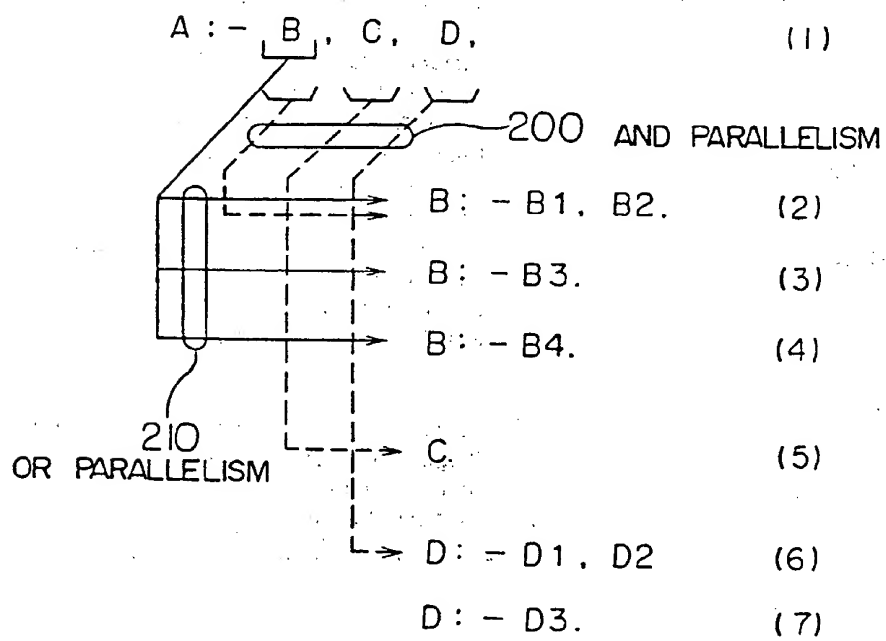 A : - B, C, D, (1)
200 AND PARALLELISM
B : - B1, B2. (2)
B : - B3. (3)
B : - B4. (4)
210
OR PARALLELISM
C. (5)
D : - D1, D2 (6)
D : - D3. (7)